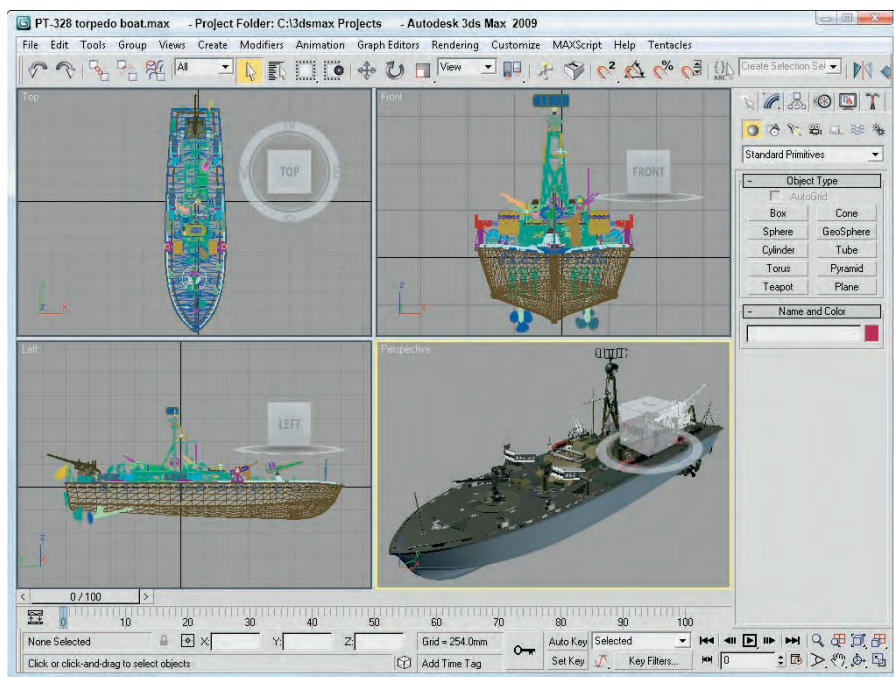 PT-328 torpedo boat.max - Project Folder: C:\3dsmax Projects - Autodesk 3ds Max 2009
File Edit Tools Group Views Create Modifiers Animation Graph Editors Rendering Customize MAXScript Help Tentacles
All View Create Selection Set
Top Front
TOP FRONT
Standard Primitives
- Object Type
AutoGrid
Box Cone
Sphere GeoSphere
Cylinder Tube
Torus Pyramid
Teapot Plane
- Name and Color
Left Perspective
LEFT
< 0 / 100 >
0 10 20 30 40 50 60 70 80 90 100
None Selected X: Y: Z: Grid = 254.0mm Auto Key Selected
Click or click-and-drag to select objects Add Time Tag Set Key Key Filters... 0